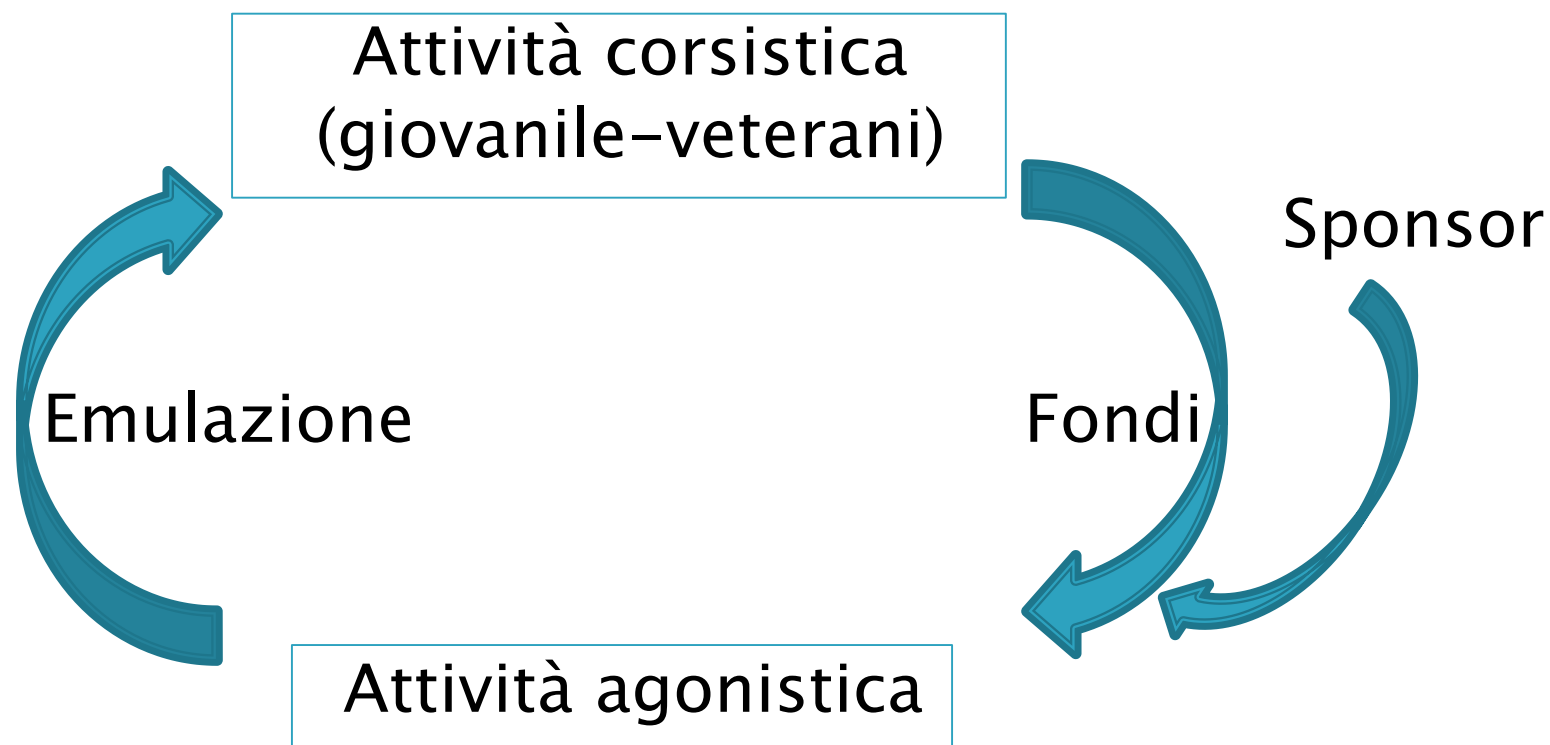 Attività corsistica
(giovanile-veterani)
Sponsor
Emulazione
Fondi
Attività agonistica